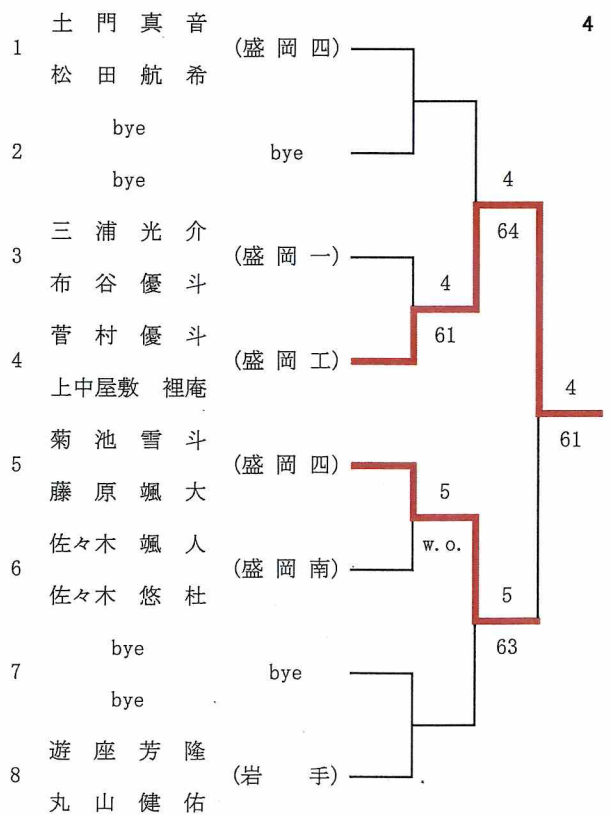 4
土 門 真 音
1 (盛 岡 四)
松 田 航 希
bye
2 bye
bye
4
64
三 浦 光 介
3 (盛 岡 一)
布 谷 優 斗
4
61
菅 村 優 斗
4 (盛 岡 工)
上中屋敷 裡庵
4
61
菊 池 雪 斗
5 (盛 岡 四)
藤 原 颯 大
5
w.o.
佐々木 颯 人
6 (盛 岡 南)
佐々木 悠 杜
5
63
bye
7 bye
bye
遊 座 芳 隆
8 (岩 手)
丸 山 健 佑